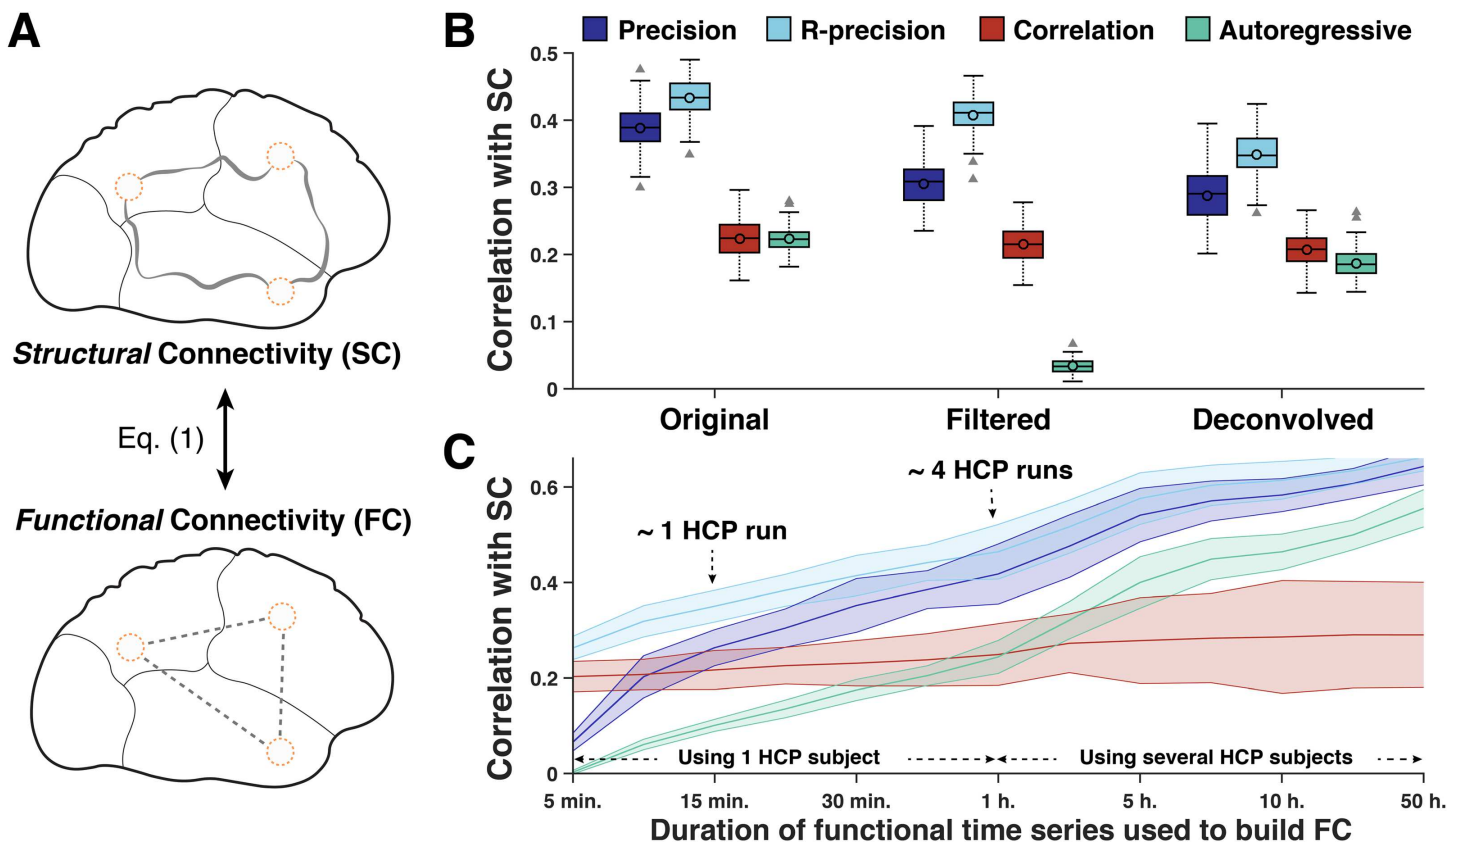 A
Structural Connectivity (SC)
Eq. (1)
Functional Connectivity (FC)
B
Precision
R-precision
Correlation
Autoregressive
Correlation with SC
0.5
0.4
0.3
0.2
0.1
0
Original
Filtered
Deconvolved
C
Correlation with SC
0.6
0.4
0.2
0
~ 1 HCP run
~ 4 HCP runs
Using 1 HCP subject
Using several HCP subjects
5 min.
15 min.
30 min.
1 h.
5 h.
10 h.
50 h.
Duration of functional time series used to build FC